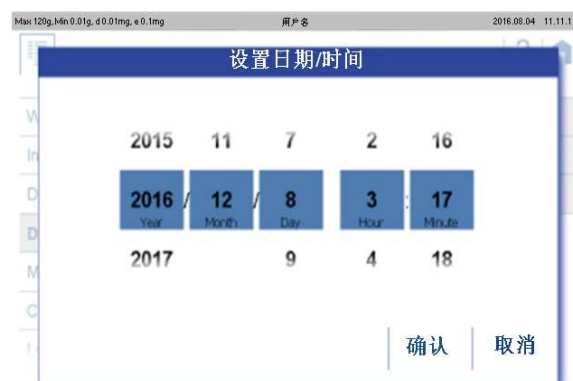 Max 120g, Min 0.01g, d 0.01mg, e 0.1mg 用户名 2016.08.04 11.11.1
设置日期/时间
W
In
D
D
M
C
2015 11 7 2 16
2016 / 12 / 8 3 : 17
Year Month Day Hour Minute
2017 9 4 18
确认 取消